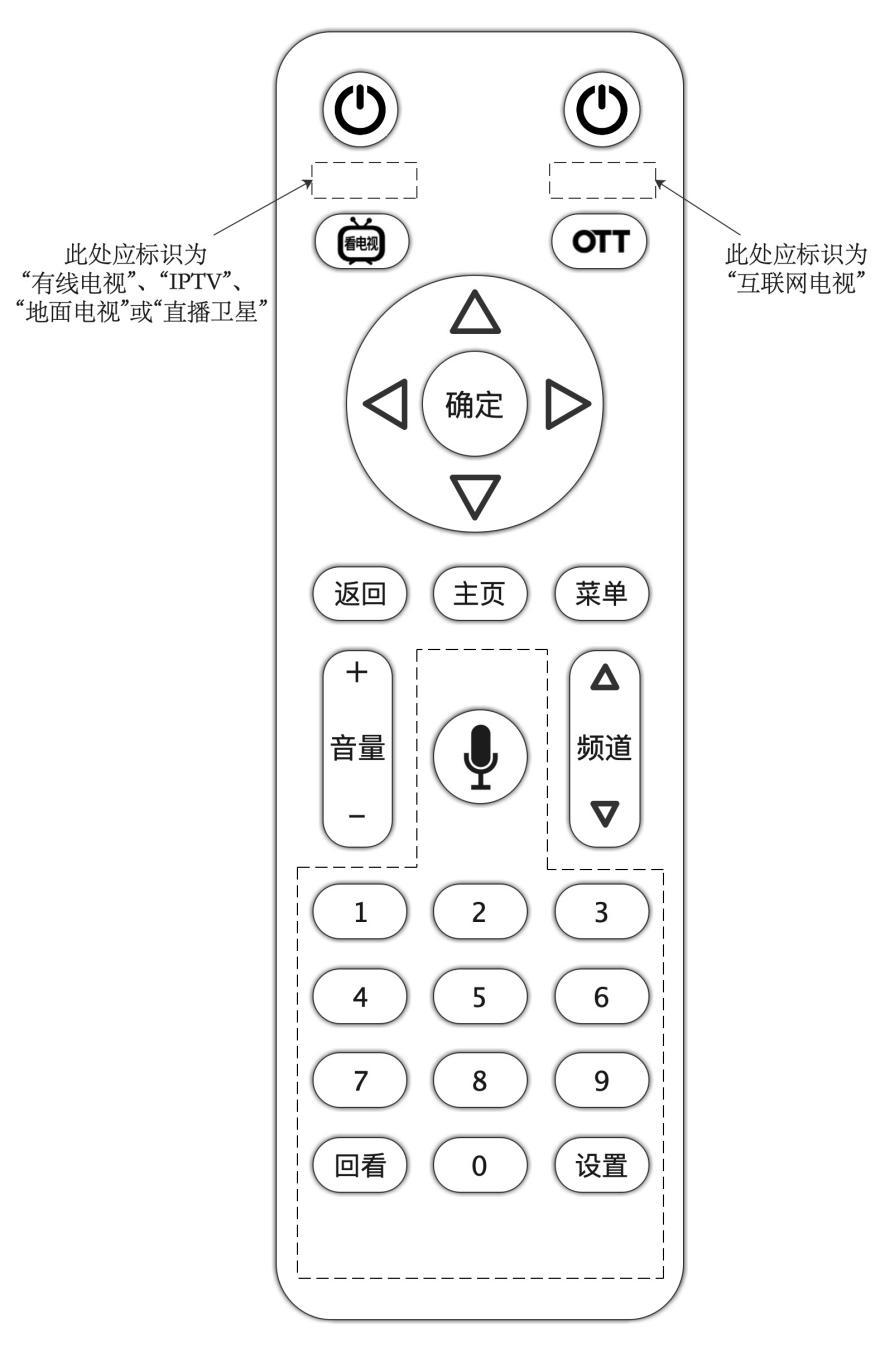 看电视
OTT
此处应标识为
“有线电视”、“IPTV”、
“地面电视”或“直播卫星”
此处应标识为
“互联网电视”
确定
返回 主页 菜单
+
音量
-
频道
1 2 3
4 5 6
7 8 9
回看 0 设置